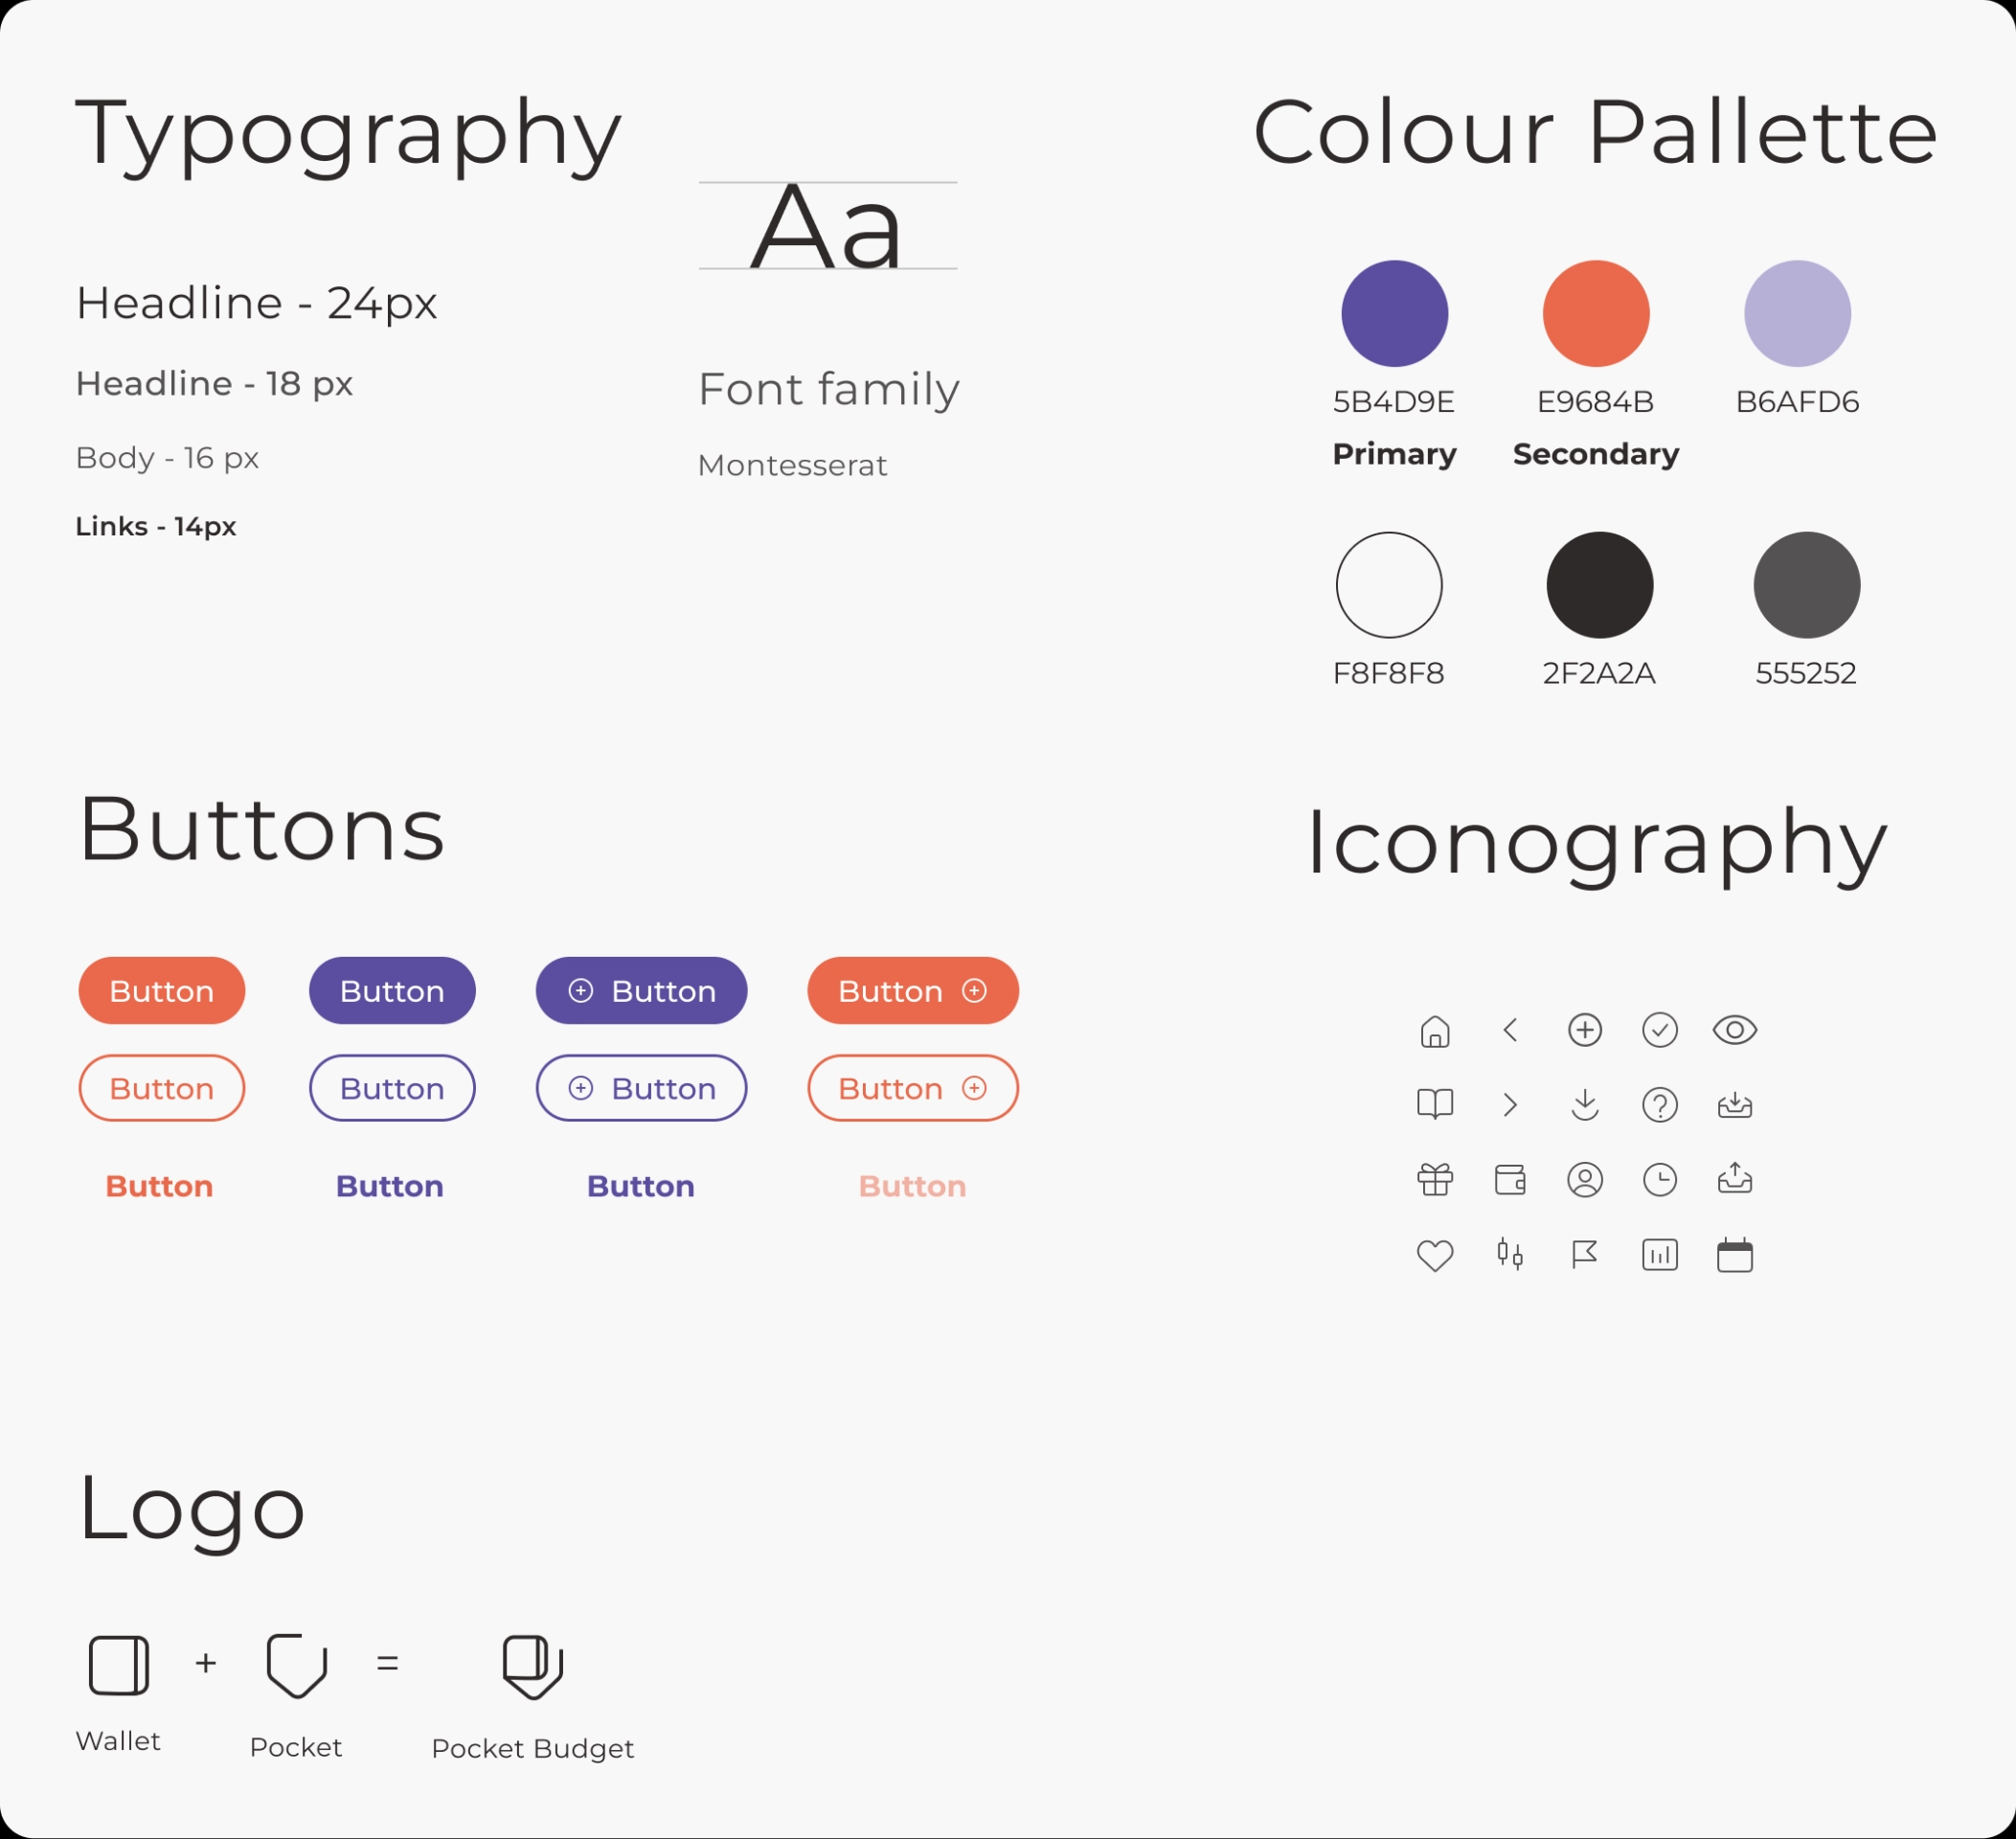 Typography
Aa
Headline - 24px
Headline - 18 px
Body - 16 px
Links - 14px
Font family
Montesserat
Colour Pallette
5B4D9E
E9684B
B6AFD6
Primary
Secondary
F8F8F8
2F2A2A
555252
Buttons
Button
Button
Button
Button
Button
Button
Button
Button
Button
Button
Button
Button
Iconography
Logo
+
=
Wallet
Pocket
Pocket Budget